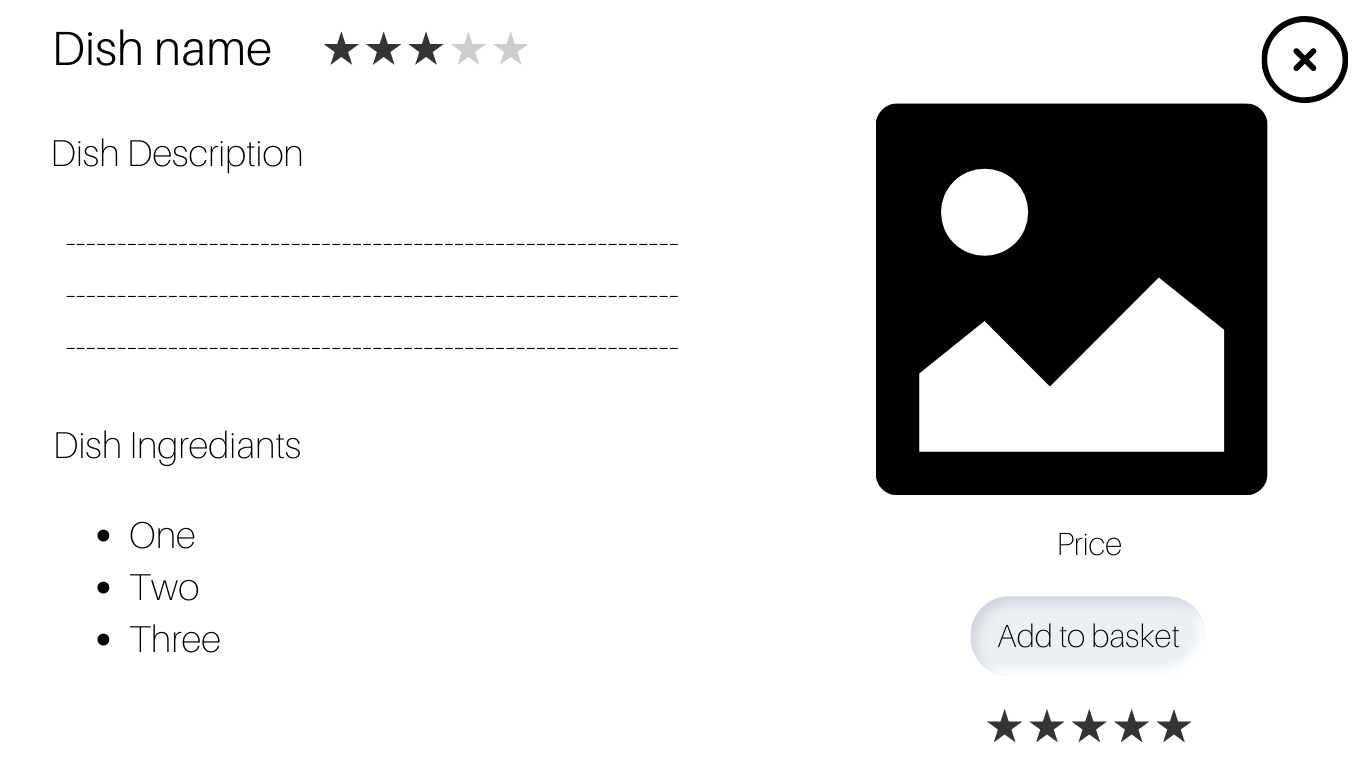 Dish name
Dish Description
Dish Ingrediants
One
Two
Three
Price
Add to basket